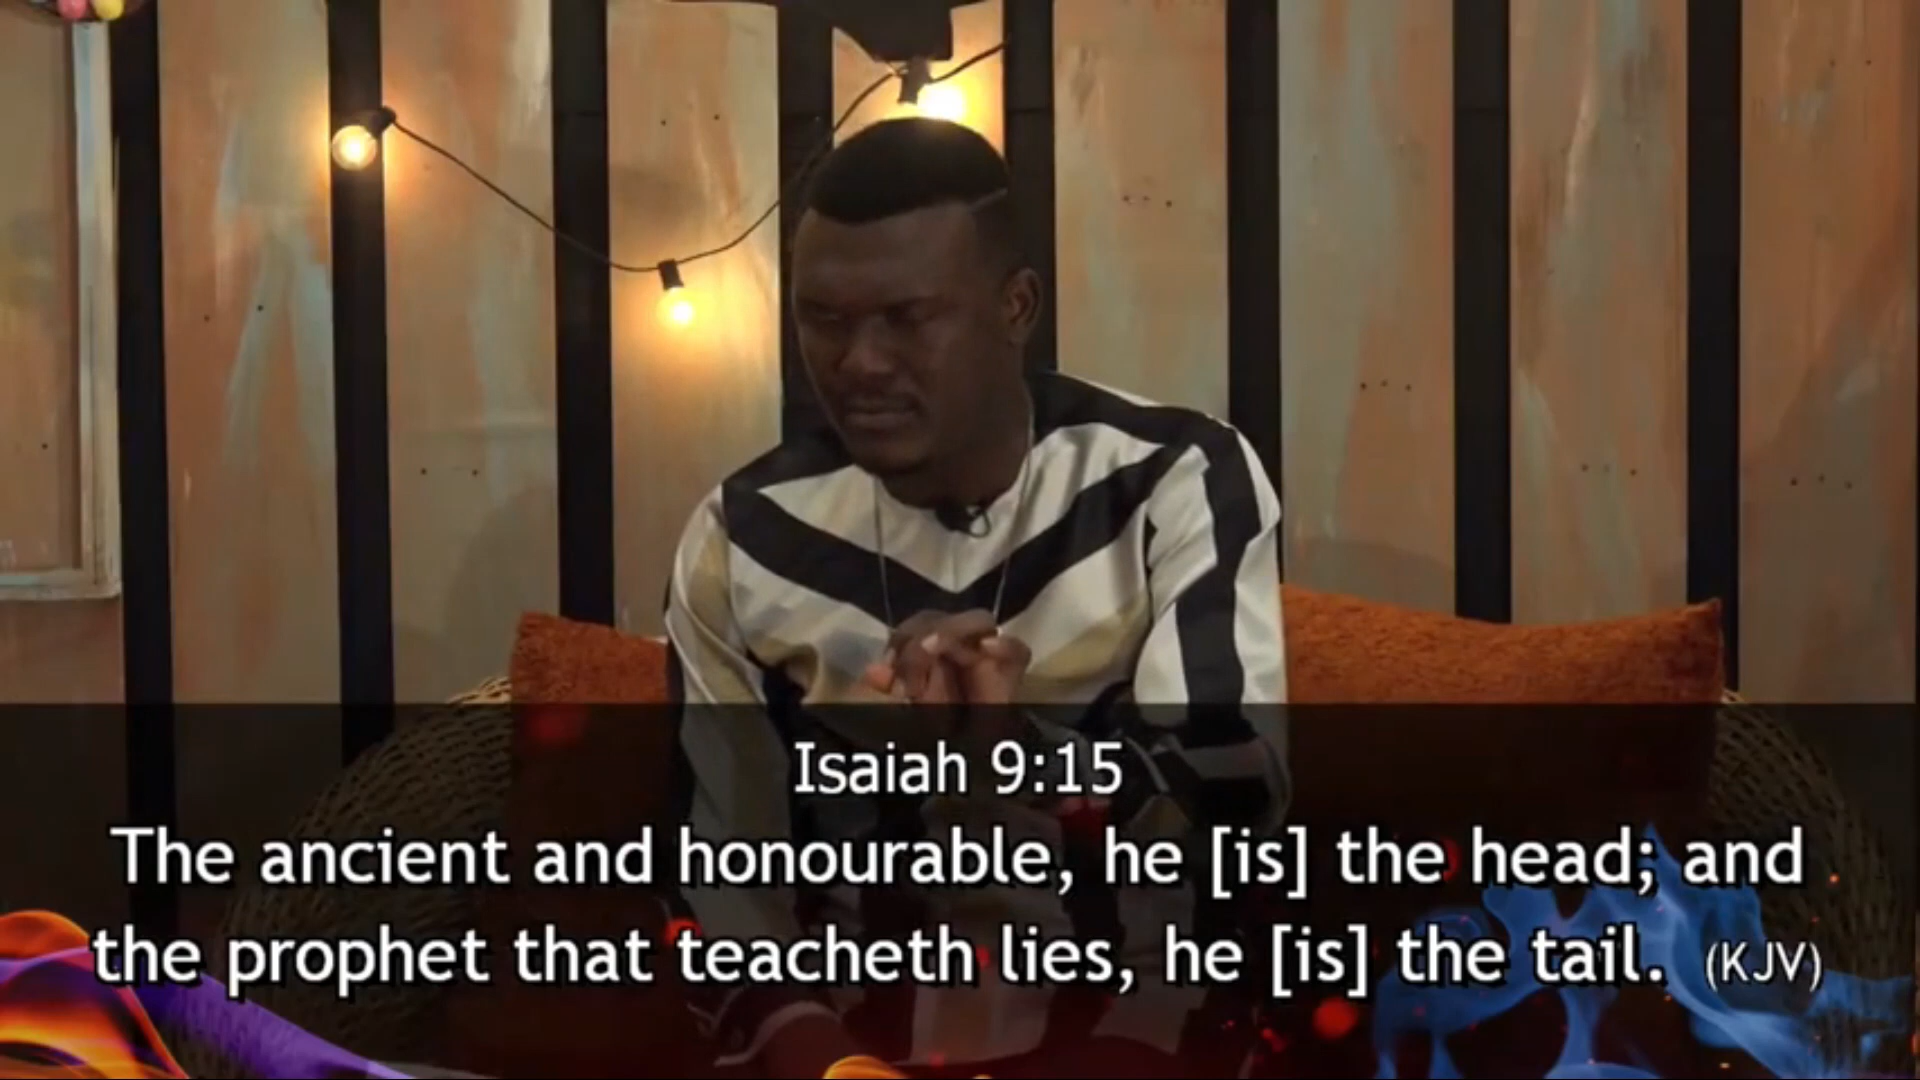 Isaiah 9:15
The ancient and honourable, he [is] the head; and
the prophet that teacheth lies, he [is] the tail. (KJV)